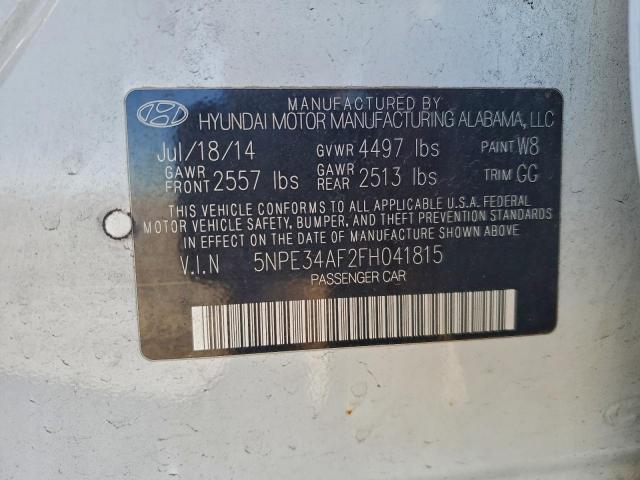 MANUFACTURED BY
HYUNDAI MOTOR MANUFACTURING ALABAMA, LLC
Jul/18/14 GVWR 4497 lbs PAINT W8
GAWR FRONT 2557 lbs GAWR REAR 2513 lbs TRIM GG
THIS VEHICLE CONFORMS TO ALL APPLICABLE U.S.A. FEDERAL
MOTOR VEHICLE SAFETY, BUMPER, AND THEFT PREVENTION STANDARDS
IN EFFECT ON THE DATE OF MANUFACTURE SHOWN ABOVE
V.I.N 5NPE34AF2FH041815
PASSENGER CAR